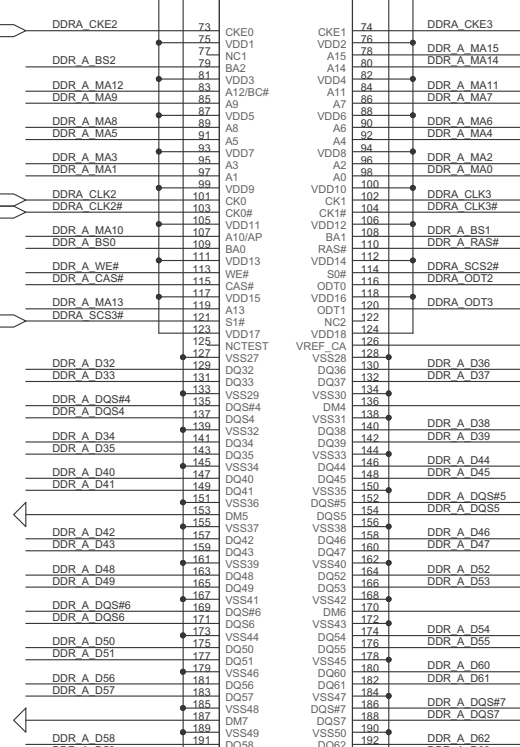 DDRA_CKE2 73 CKE0 CKE1 74 DDRA_CKE3
75 VDD1 VDD2 76
77 NC1 A15 78 DDR_A_MA15
DDR_A_BS2 79 BA2 A14 80 DDR_A_MA14
81 VDD3 VDD4 82
DDR_A_MA12 83 A12/BC# A11 84 DDR_A_MA11
DDR_A_MA9 85 A9 A7 86 DDR_A_MA7
87 VDD5 VDD6 88
DDR_A_MA8 89 A8 A6 90 DDR_A_MA6
DDR_A_MA5 91 A5 A4 92 DDR_A_MA4
93 VDD7 VDD8 94
DDR_A_MA3 95 A3 A2 96 DDR_A_MA2
DDR_A_MA1 97 A1 A0 98 DDR_A_MA0
99 VDD9 VDD10 100
DDRA_CLK2 101 CK0 CK1 102 DDRA_CLK3
DDRA_CLK2# 103 CK0# CK1# 104 DDRA_CLK3#
105 VDD11 VDD12 106
DDR_A_MA10 107 A10/AP BA1 108 DDR_A_BS1
DDR_A_BS0 109 BA0 RAS# 110 DDR_A_RAS#
111 VDD13 VDD14 112
DDR_A_WE# 113 WE# S0# 114 DDRA_SCS2#
DDR_A_CAS# 115 CAS# ODT0 116 DDRA_ODT2
117 VDD15 VDD16 118
DDR_A_MA13 119 A13 ODT1 120 DDRA_ODT3
DDRA_SCS3# 121 S1# NC2 122
123 VDD17 VDD18 124
125 NCTEST VREF_CA 126
127 VSS27 VSS28 128
DDR_A_D32 129 DQ32 DQ36 130 DDR_A_D36
DDR_A_D33 131 DQ33 DQ37 132 DDR_A_D37
133 VSS29 VSS30 134
DDR_A_DQS#4 135 DQS#4 DM4 136
DDR_A_DQS4 137 DQS4 VSS31 138
139 VSS32 DQ38 140 DDR_A_D38
DDR_A_D34 141 DQ34 DQ39 142 DDR_A_D39
DDR_A_D35 143 DQ35 VSS33 144
145 VSS34 DQ44 146 DDR_A_D44
DDR_A_D40 147 DQ40 DQ45 148 DDR_A_D45
DDR_A_D41 149 DQ41 VSS35 150
151 VSS36 DQS#5 152 DDR_A_DQS#5
153 DM5 DQS5 154 DDR_A_DQS5
155 VSS37 VSS38 156
DDR_A_D42 157 DQ42 DQ46 158 DDR_A_D46
DDR_A_D43 159 DQ43 DQ47 160 DDR_A_D47
161 VSS39 VSS40 162
DDR_A_D48 163 DQ48 DQ52 164 DDR_A_D52
DDR_A_D49 165 DQ49 DQ53 166 DDR_A_D53
167 VSS41 VSS42 168
DDR_A_DQS#6 169 DQS#6 DM6 170
DDR_A_DQS6 171 DQS6 VSS43 172
173 VSS44 DQ54 174 DDR_A_D54
DDR_A_D50 175 DQ50 DQ55 176 DDR_A_D55
DDR_A_D51 177 DQ51 VSS45 178
179 VSS46 DQ60 180 DDR_A_D60
DDR_A_D56 181 DQ56 DQ61 182 DDR_A_D61
DDR_A_D57 183 DQ57 VSS47 184
185 VSS48 DQS#7 186 DDR_A_DQS#7
187 DM7 DQS7 188 DDR_A_DQS7
189 VSS49 VSS50 190
DDR_A_D58 191 DQ58 DQ62 192 DDR_A_D62